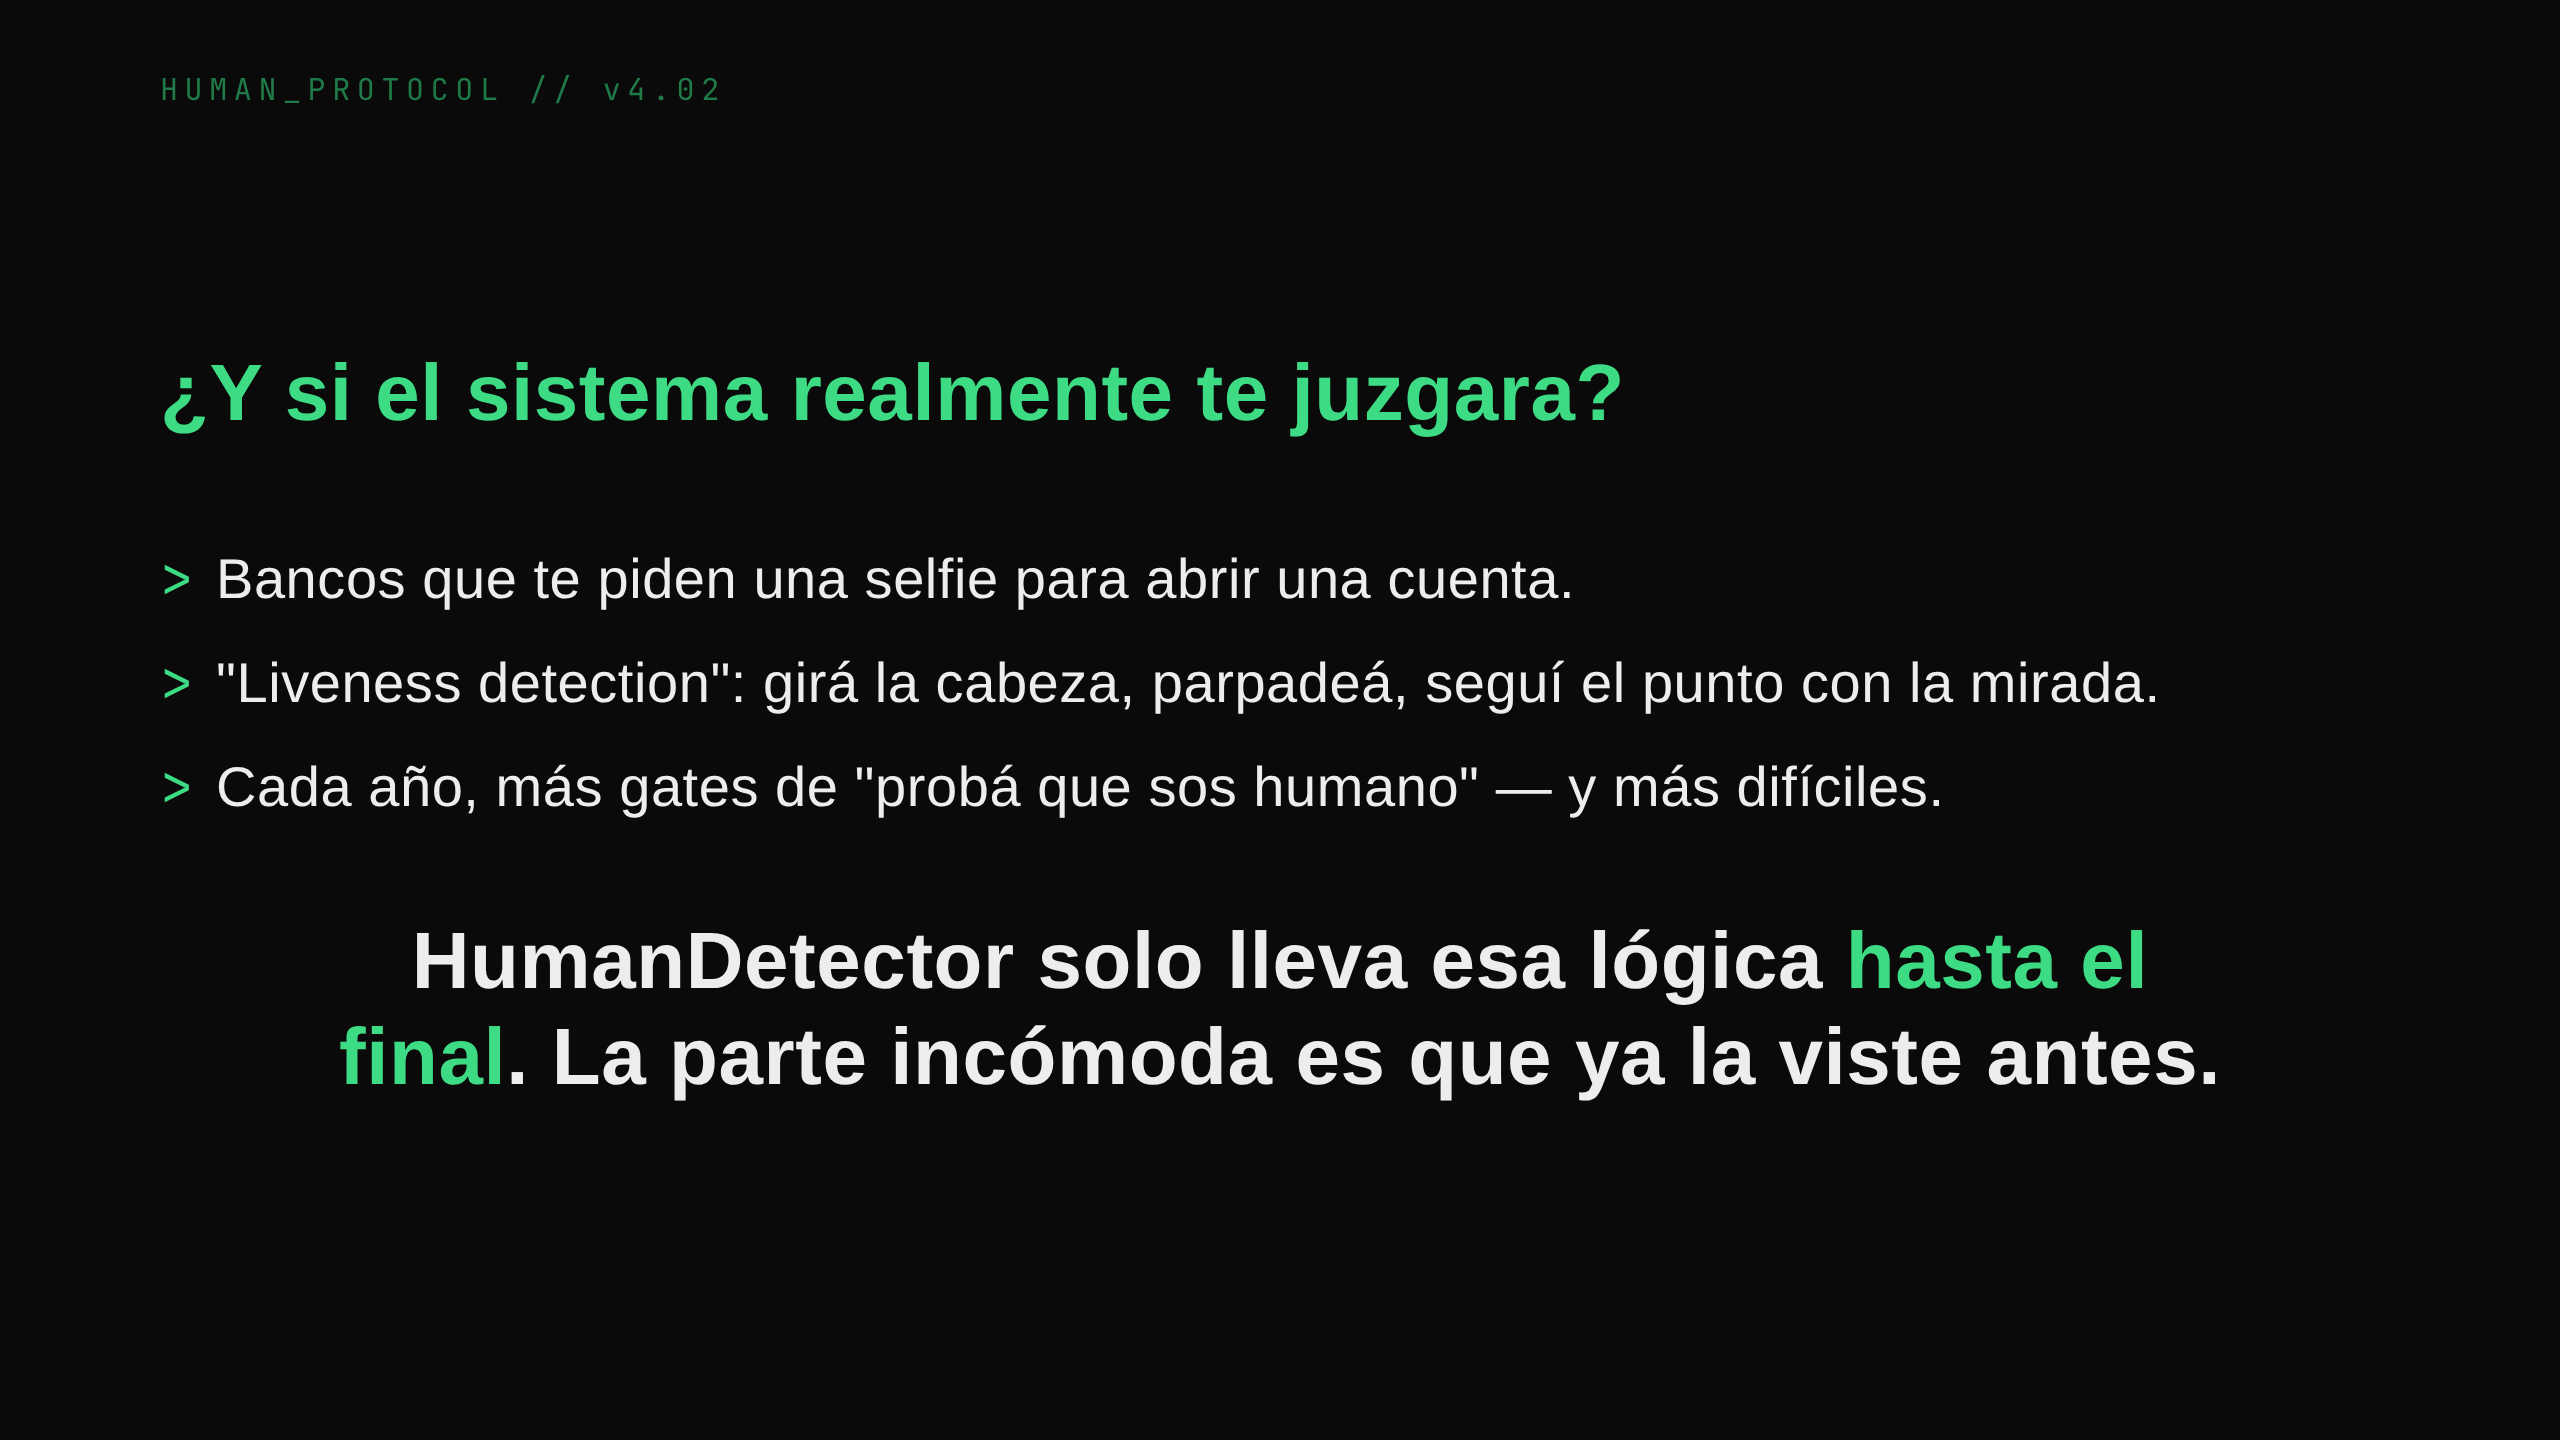 HUMAN_PROTOCOL // v4.02
¿Y si el sistema realmente te juzgara?
> Bancos que te piden una selfie para abrir una cuenta.
> "Liveness detection": girá la cabeza, parpadeá, seguí el punto con la mirada.
> Cada año, más gates de "probá que sos humano" — y más difíciles.
HumanDetector solo lleva esa lógica hasta el
final. La parte incómoda es que ya la viste antes.